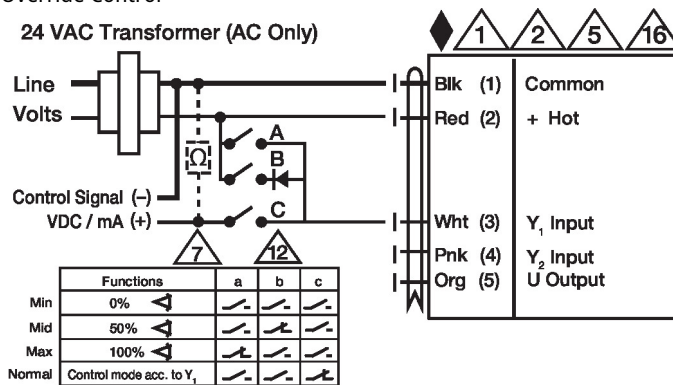 Override Control
24 VAC Transformer (AC Only)
1 2 5 16
Line
Volts
Blk (1) Common
Red (2) + Hot
A
B
C
Ω
Control Signal (–)
VDC / mA (+)
7
12
Wht (3) Y₁ Input
Pnk (4) Y₂ Input
Org (5) U Output
Functions a b c
Min 0%
Mid 50%
Max 100%
Normal Control mode acc. to Y₁